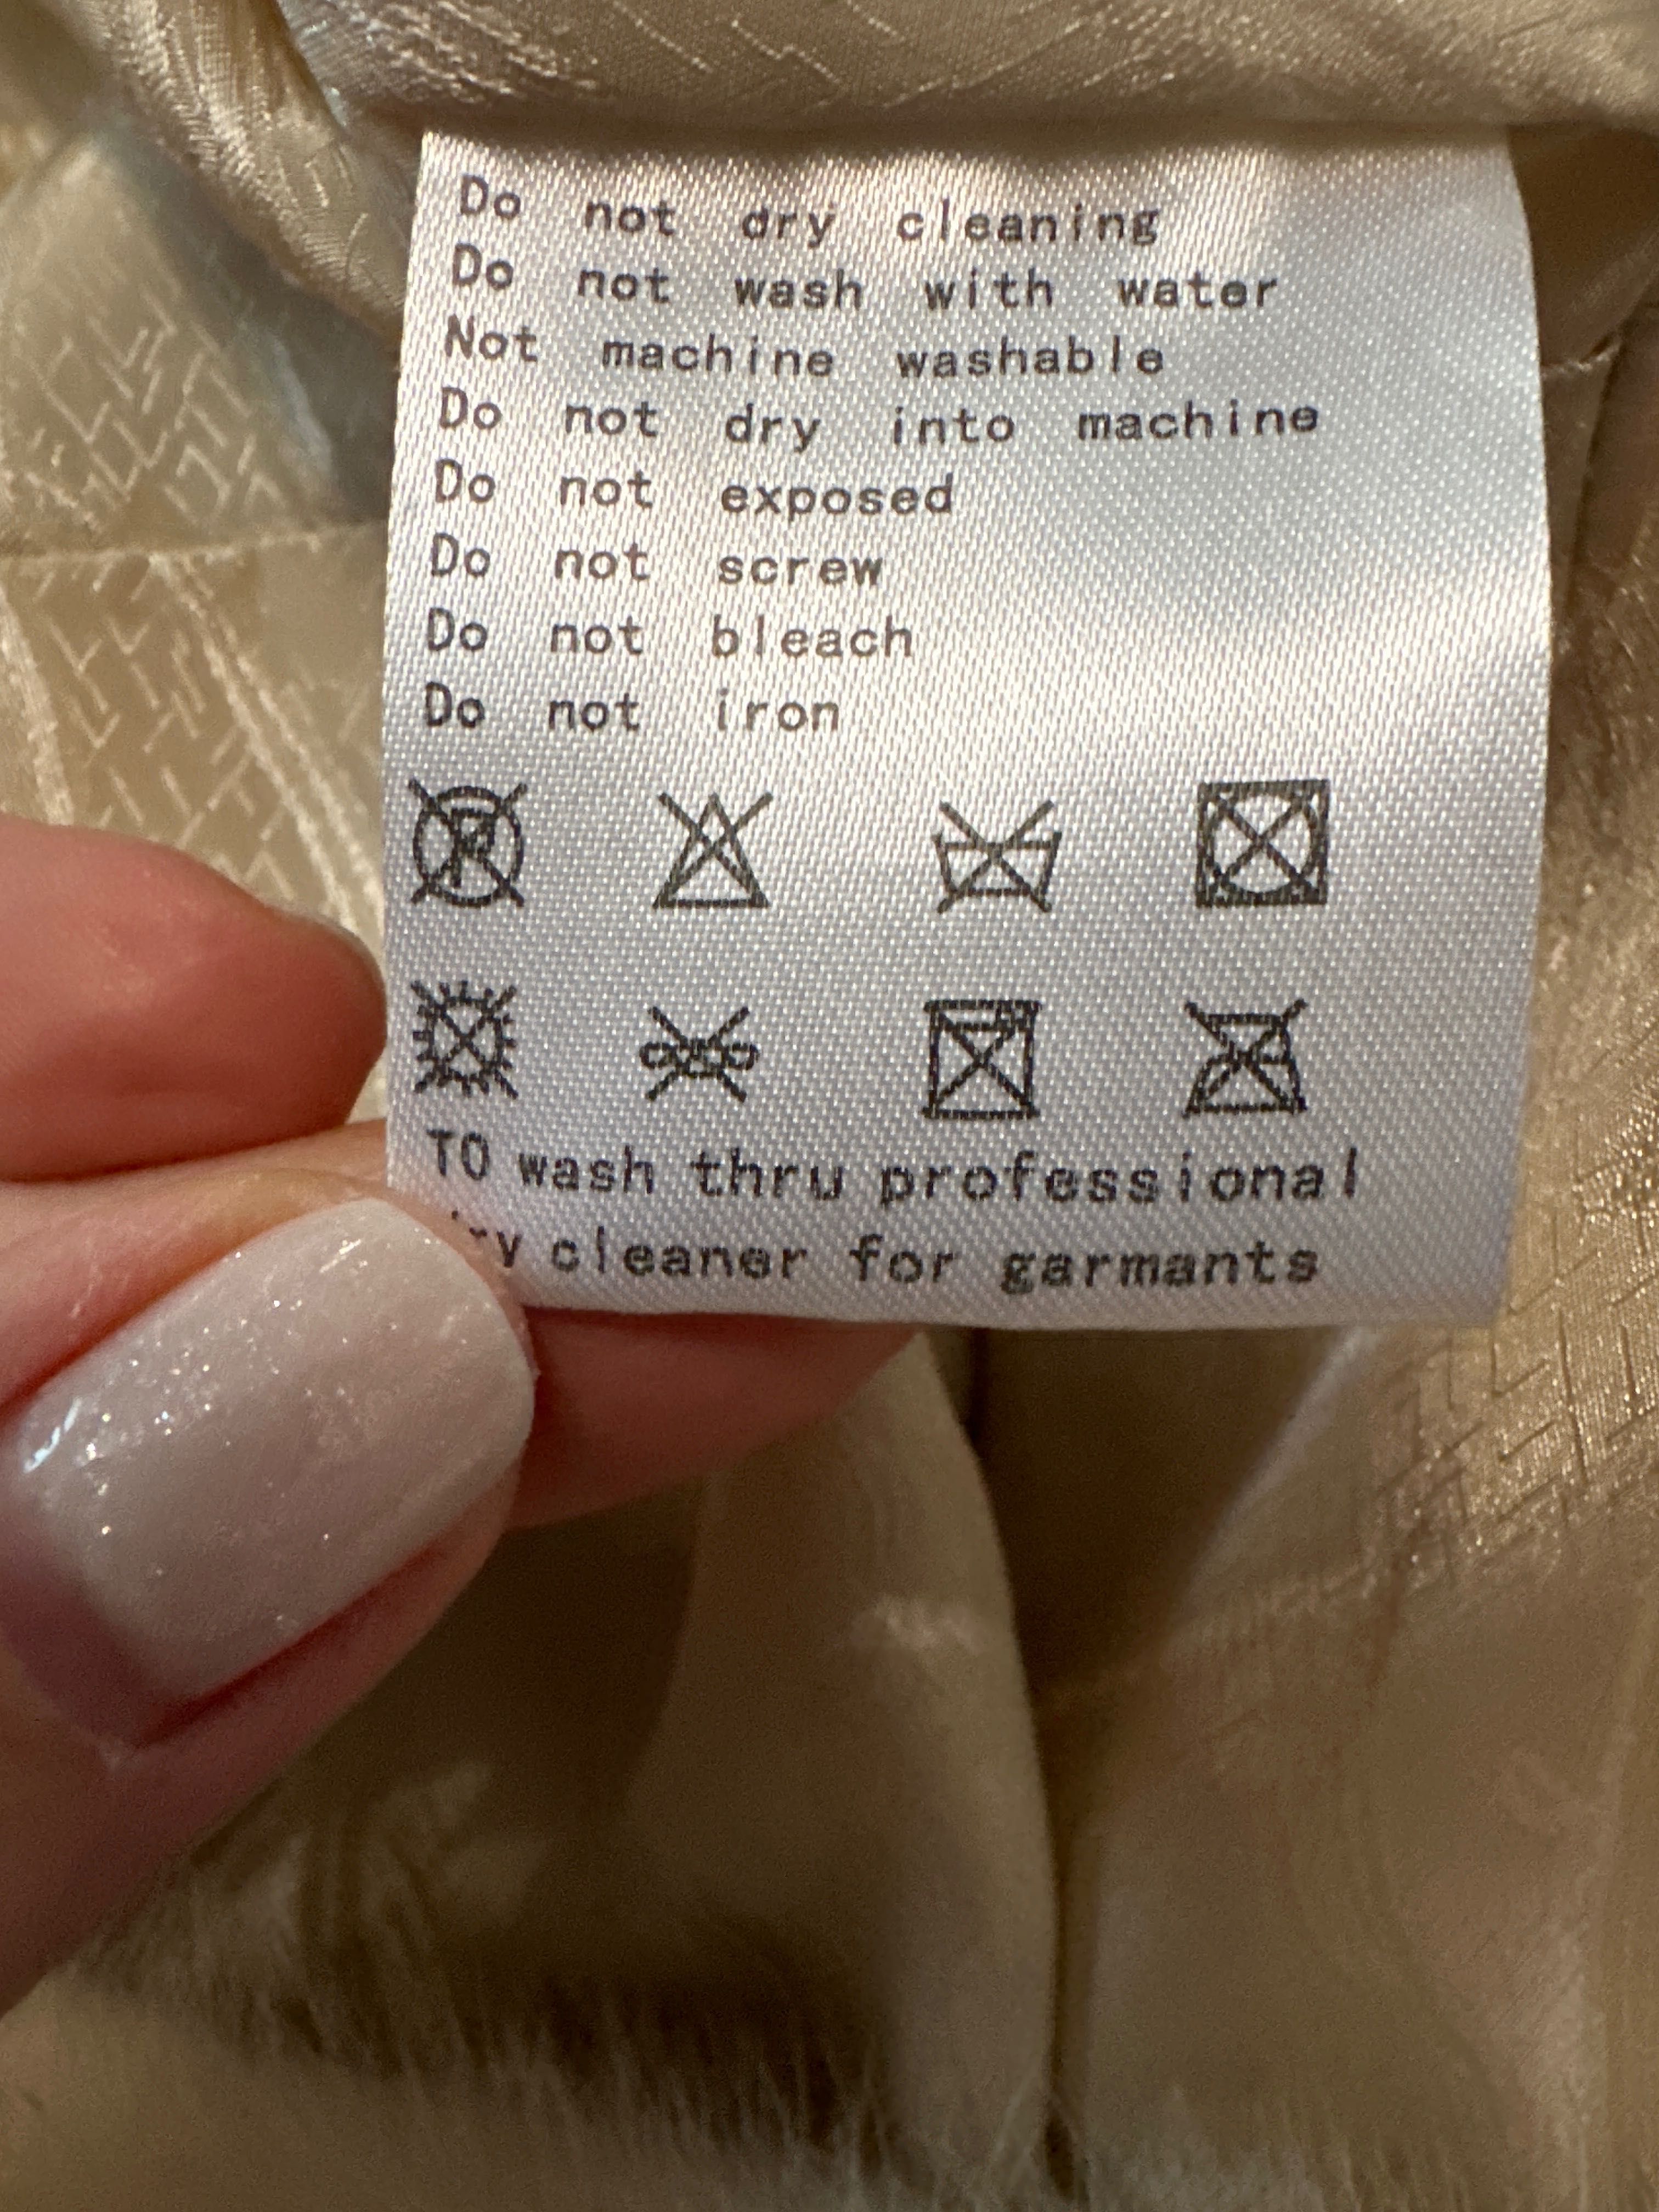 Do not dry cleaning
Do not wash with water
Not machine washable
Do not dry into machine
Do not exposed
Do not screw
Do not bleach
Do not iron
TO wash thru professional
cleaner for garmants